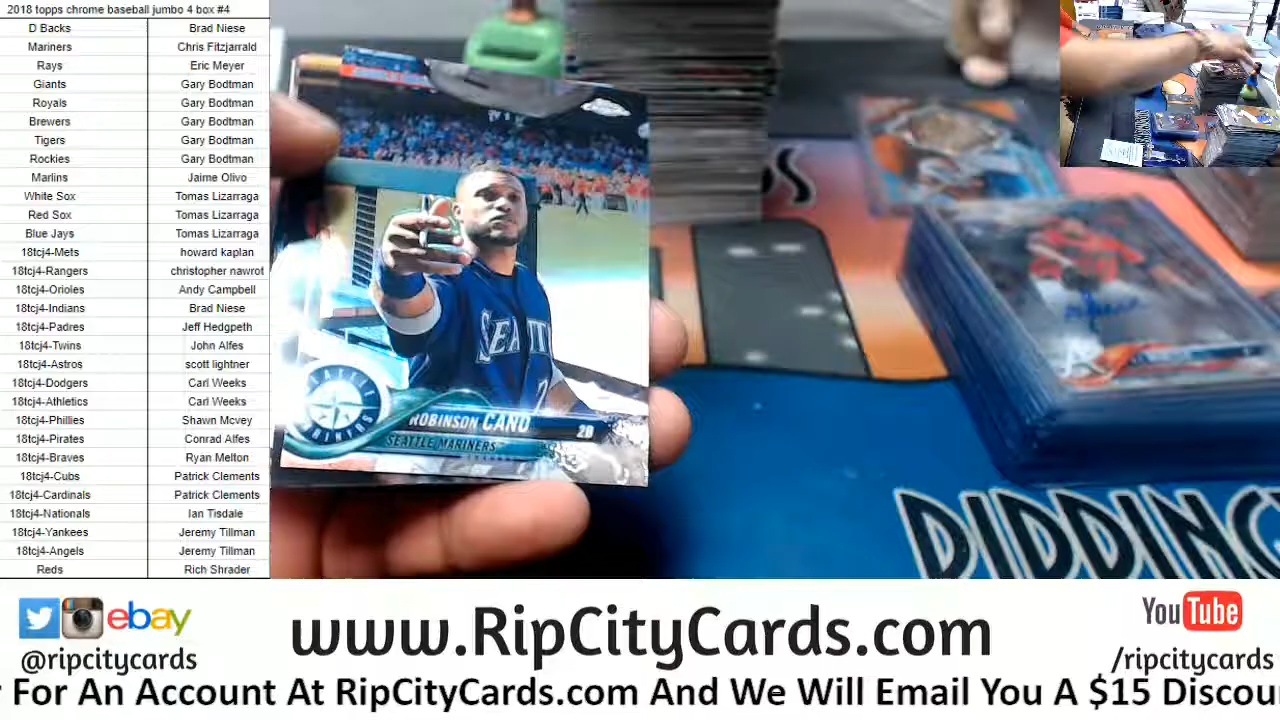 2018 topps chrome baseball jumbo 4 box #4
D Backs Brad Niese
Mariners Chris Fitzjarrald
Rays Eric Meyer
Giants Gary Bodtman
Royals Gary Bodtman
Brewers Gary Bodtman
Tigers Gary Bodtman
Rockies Gary Bodtman
Marlins Jaime Olivo
White Sox Tomas Lizarraga
Red Sox Tomas Lizarraga
Blue Jays Tomas Lizarraga
18tcj4-Mets howard kaplan
18tcj4-Rangers christopher nawrot
18tcj4-Orioles Andy Campbell
18tcj4-Indians Brad Niese
18tcj4-Padres Jeff Hedgpeth
18tcj4-Twins John Alfes
18tcj4-Astros scott lightner
18tcj4-Dodgers Carl Weeks
18tcj4-Athletics Carl Weeks
18tcj4-Phillies Shawn Mcvey
18tcj4-Pirates Conrad Alfes
18tcj4-Braves Ryan Melton
18tcj4-Cubs Patrick Clements
18tcj4-Cardinals Patrick Clements
18tcj4-Nationals Ian Tisdale
18tcj4-Yankees Jeremy Tillman
18tcj4-Angels Jeremy Tillman
Reds Rich Shrader
SEATT
SEATTLE
MARINERS
ROBINSON CANO 2B
SEATTLE MARINERS
DS
PIDDING
ebay
@ripcitycards
www.RipCityCards.com
YouTube
/ripcitycards
For An Account At RipCityCards.com And We Will Email You A $15 Discou